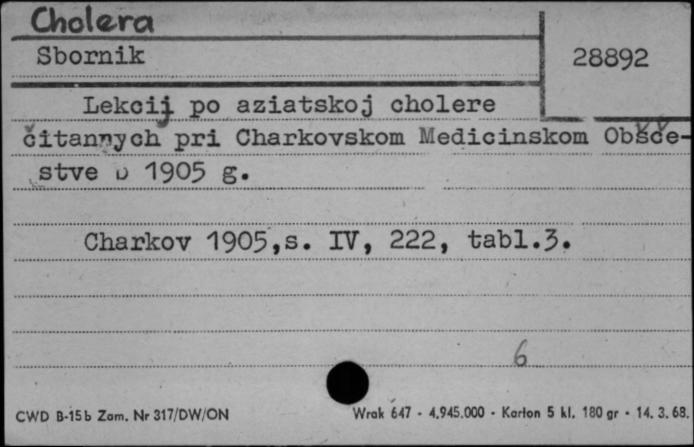 Cholera
Sbornik
28892
Lekcij po aziatskoj cholere
čitannych pri Charkovskom Medicinskom Obšče-
stve v 1905 g.
Charkov 1905,s. IV, 222, tabl.3.
6
CWD B-15b Zam. Nr 317/DW/ON
Wrak 647 - 4.945.000 - Karton 5 kl. 180 gr - 14. 3. 68.